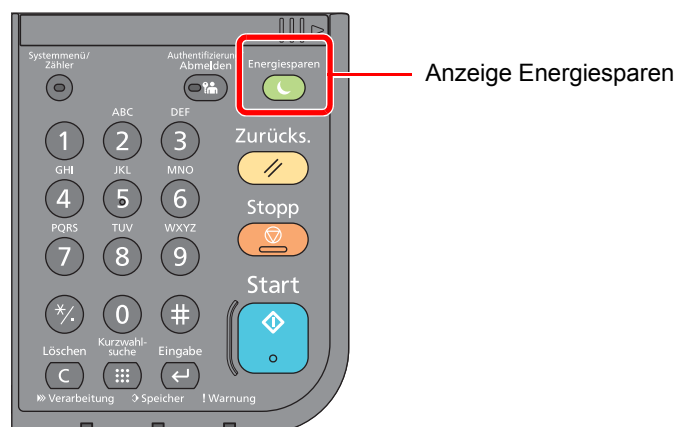 Systemmenü/
Zähler
Authentifizierung
Abmelden
Energiesparen
Anzeige Energiesparen
ABC
DEF
1
2
3
Zurücks.
GHI
JKL
MNO
4
5
6
Stopp
PQRS
TUV
WXYZ
7
8
9
Start
*/.
0
#
Löschen
Kurzwahl-
suche
Eingabe
C
Verarbeitung
Speicher
! Warnung